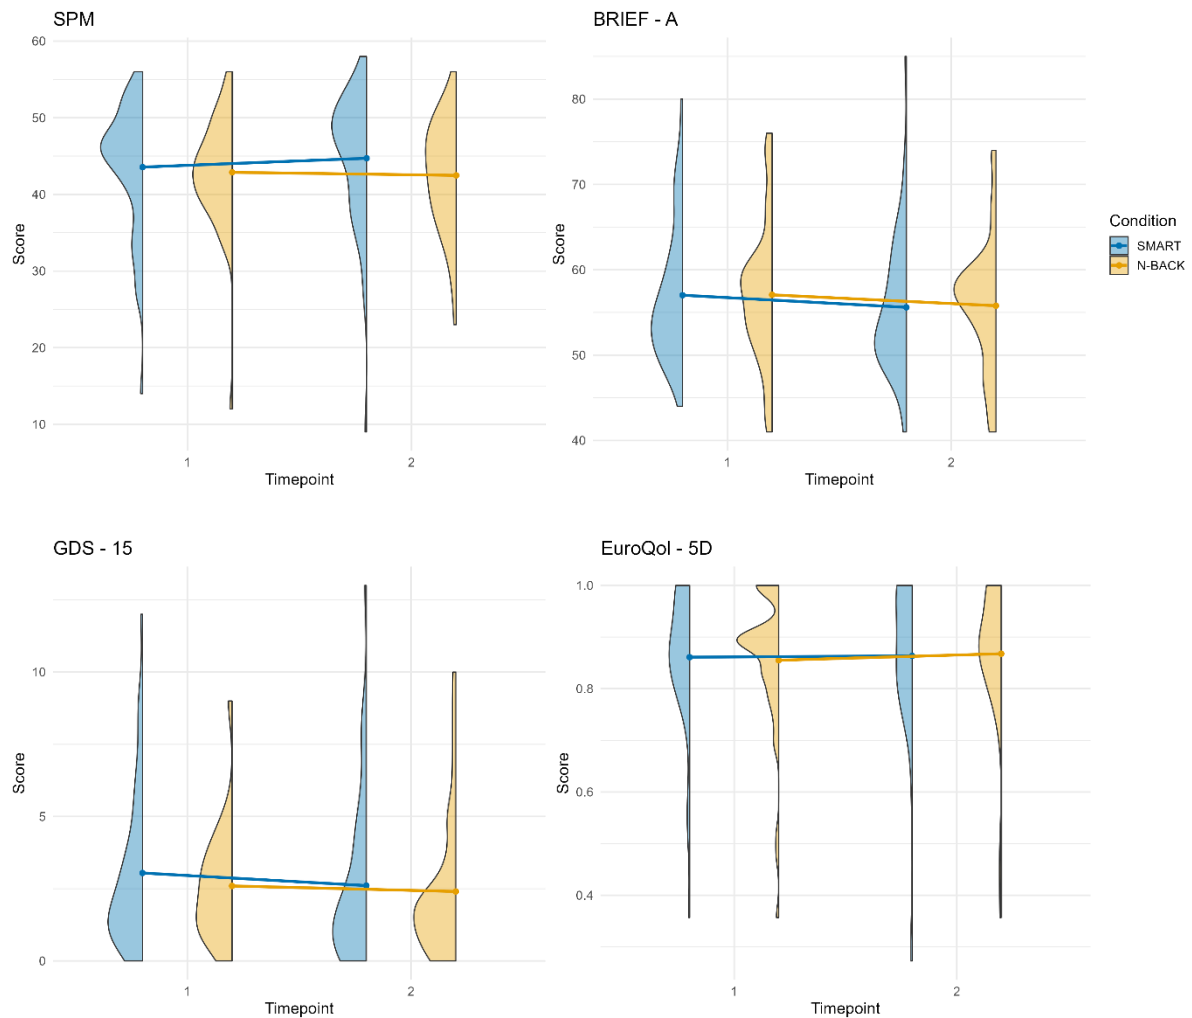 SPM
60
50
40
30
20
10
Score
1
2
Timepoint
BRIEF - A
80
70
60
50
40
Score
1
2
Timepoint
Condition
SMART
N-BACK
GDS - 15
10
5
0
Score
1
2
Timepoint
EuroQol - 5D
1.0
0.8
0.6
0.4
Score
1
2
Timepoint